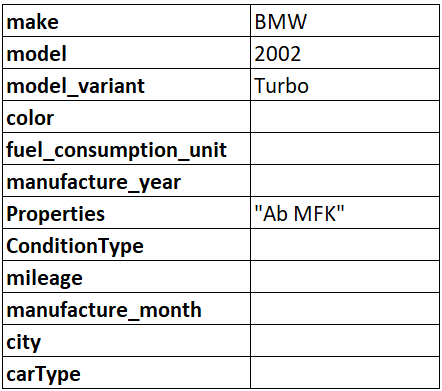 make BMW
model 2002
model_variant Turbo
color
fuel_consumption_unit
manufacture_year
Properties "Ab MFK"
ConditionType
mileage
manufacture_month
city
carType